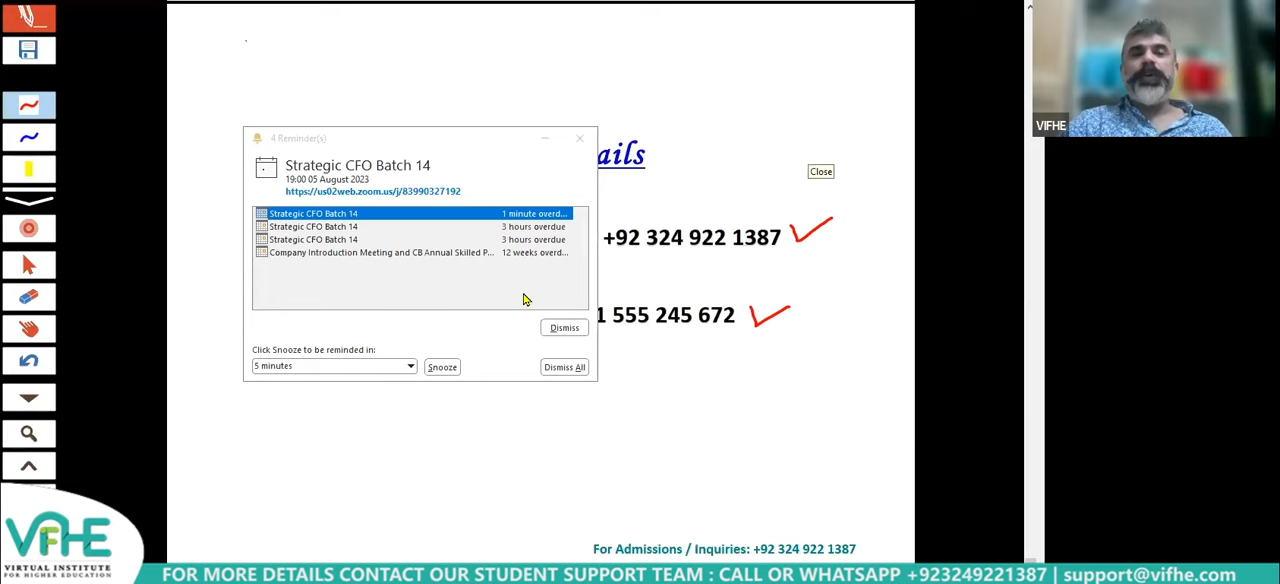 4 Reminder(s)
Strategic CFO Batch 14
19:00 05 August 2023
https://us02web.zoom.us/j/83990327192
Strategic CFO Batch 14 1 minute overd...
Strategic CFO Batch 14 3 hours overdue
Strategic CFO Batch 14 3 hours overdue
Company Introduction Meeting and CB Annual Skilled P... 12 weeks overd...
Dismiss
Click Snooze to be reminded in:
5 minutes
Snooze
Dismiss All
ails
Close
+92 324 922 1387
1 555 245 672
VIFHE
For Admissions / Inquiries: +92 324 922 1387
VIFHE
VIRTUAL INSTITUTE
FOR HIGHER EDUCATION
FOR MORE DETAILS CONTACT OUR STUDENT SUPPORT TEAM : CALL OR WHATSAPP +923249221387 | support@vifhe.com